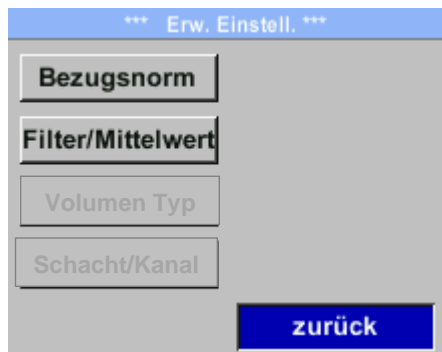 *** Erw. Einstell. ***
Bezugsnorm
Filter/Mittelwert
Volumen Typ
Schacht/Kanal
zurück